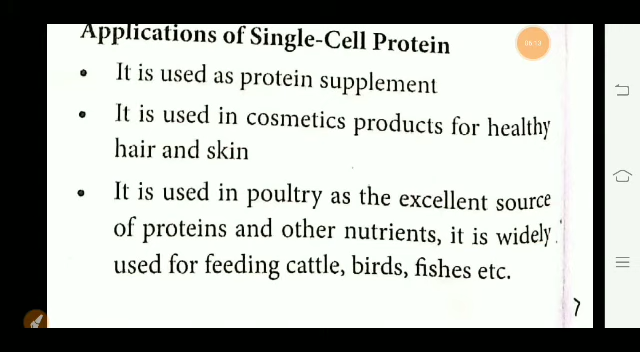 Applications of Single-Cell Protein
• It is used as protein supplement
• It is used in cosmetics products for healthy
hair and skin
• It is used in poultry as the excellent source
of proteins and other nutrients, it is widely
used for feeding cattle, birds, fishes etc.